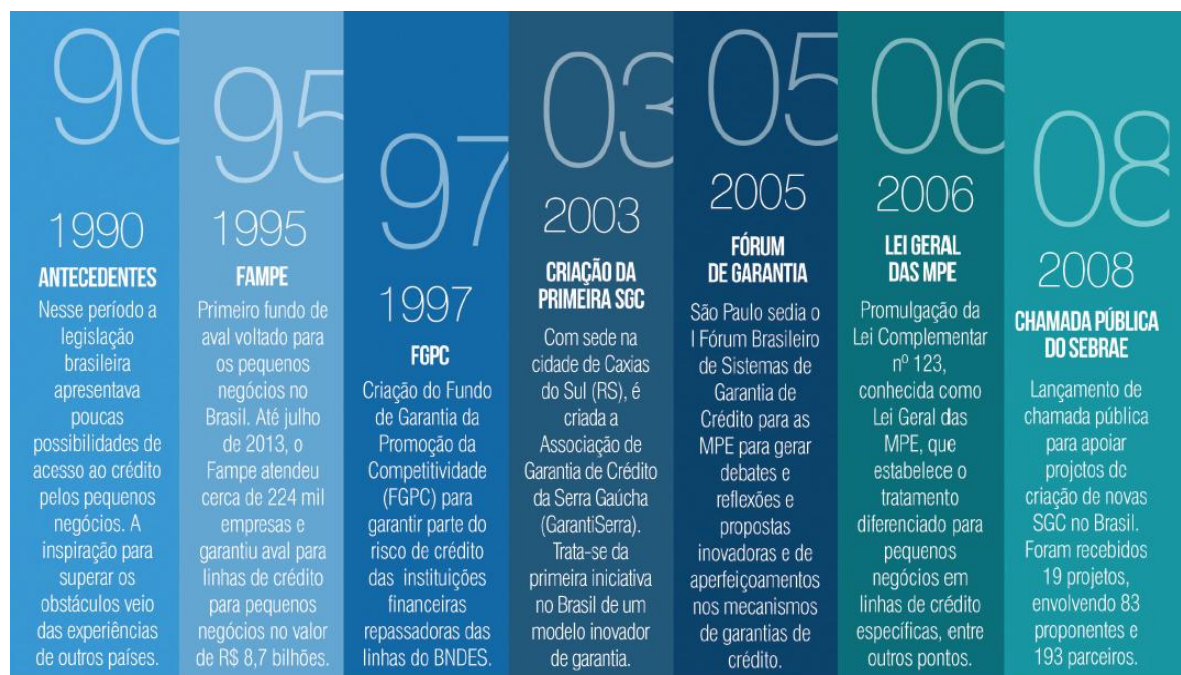 90
1990
ANTECEDENTES
Nesse período a
legislação
brasileira
apresentava
poucas
possibilidades de
acesso ao crédito
pelos pequenos
negócios. A
inspiração para
superar os
obstáculos veio
das experiências
de outros países.
95
1995
FAMPE
Primeiro fundo de
aval voltado para
os pequenos
negócios no
Brasil. Até julho
de 2013, o
Fampe atendeu
cerca de 224 mil
empresas e
garantiu aval para
linhas de crédito
para pequenos
negócios no valor
de R$ 8,7 bilhões.
97
1997
FGPC
Criação do Fundo
de Garantia da
Promoção da
Competitividade
(FGPC) para
garantir parte do
risco de crédito
das instituições
financeiras
repassadoras das
linhas do BNDES.
03
2003
CRIAÇÃO DA
PRIMEIRA SGC
Com sede na
cidade de Caxias
do Sul (RS), é
criada a
Associação de
Garantia de Crédito
da Serra Gaúcha
(GarantiSerra).
Trata-se da
primeira iniciativa
no Brasil de um
modelo inovador
de garantia.
05
2005
FÓRUM
DE GARANTIA
São Paulo sedia o
I Fórum Brasileiro
de Sistemas de
Garantia de
Crédito para as
MPE para gerar
debates e
reflexões e
propostas
inovadoras e de
aperfeiçoamentos
nos mecanismos
de garantias de
crédito.
06
2006
LEI GERAL
DAS MPE
Promulgação da
Lei Complementar
nº 123,
conhecida como
Lei Geral das
MPE, que
estabelece o
tratamento
diferenciado para
pequenos
negócios em
linhas de crédito
específicas, entre
outros pontos.
08
2008
CHAMADA PÚBLICA
DO SEBRAE
Lançamento de
chamada pública
para apoiar
projetos de
criação de novas
SGC no Brasil.
Foram recebidos
19 projetos,
envolvendo 83
proponentes e
193 parceiros.